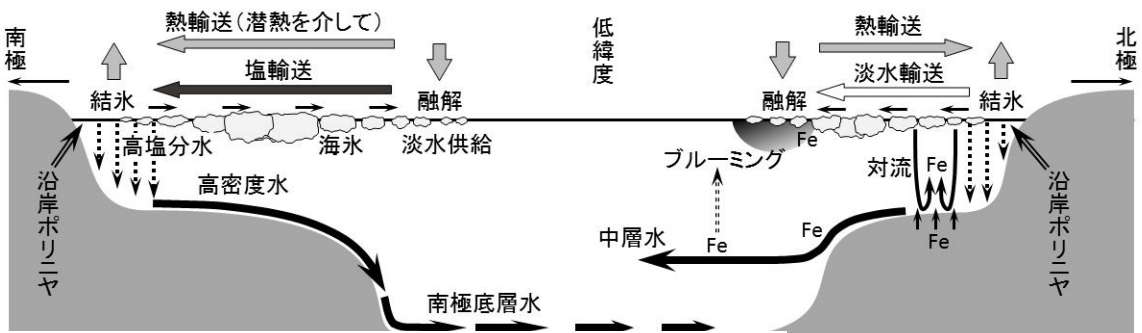 熱輸送(潜熱を介して)
塩輸送
南極
結氷
融解
高塩分水
海氷
淡水供給
高密度水
沿岸ポリニヤ
南極底層水
低緯度
熱輸送
淡水輸送
北極
融解
結氷
Fe
ブルーミング
対流
Fe
Fe
Fe
Fe
中層水
沿岸ポリニヤ